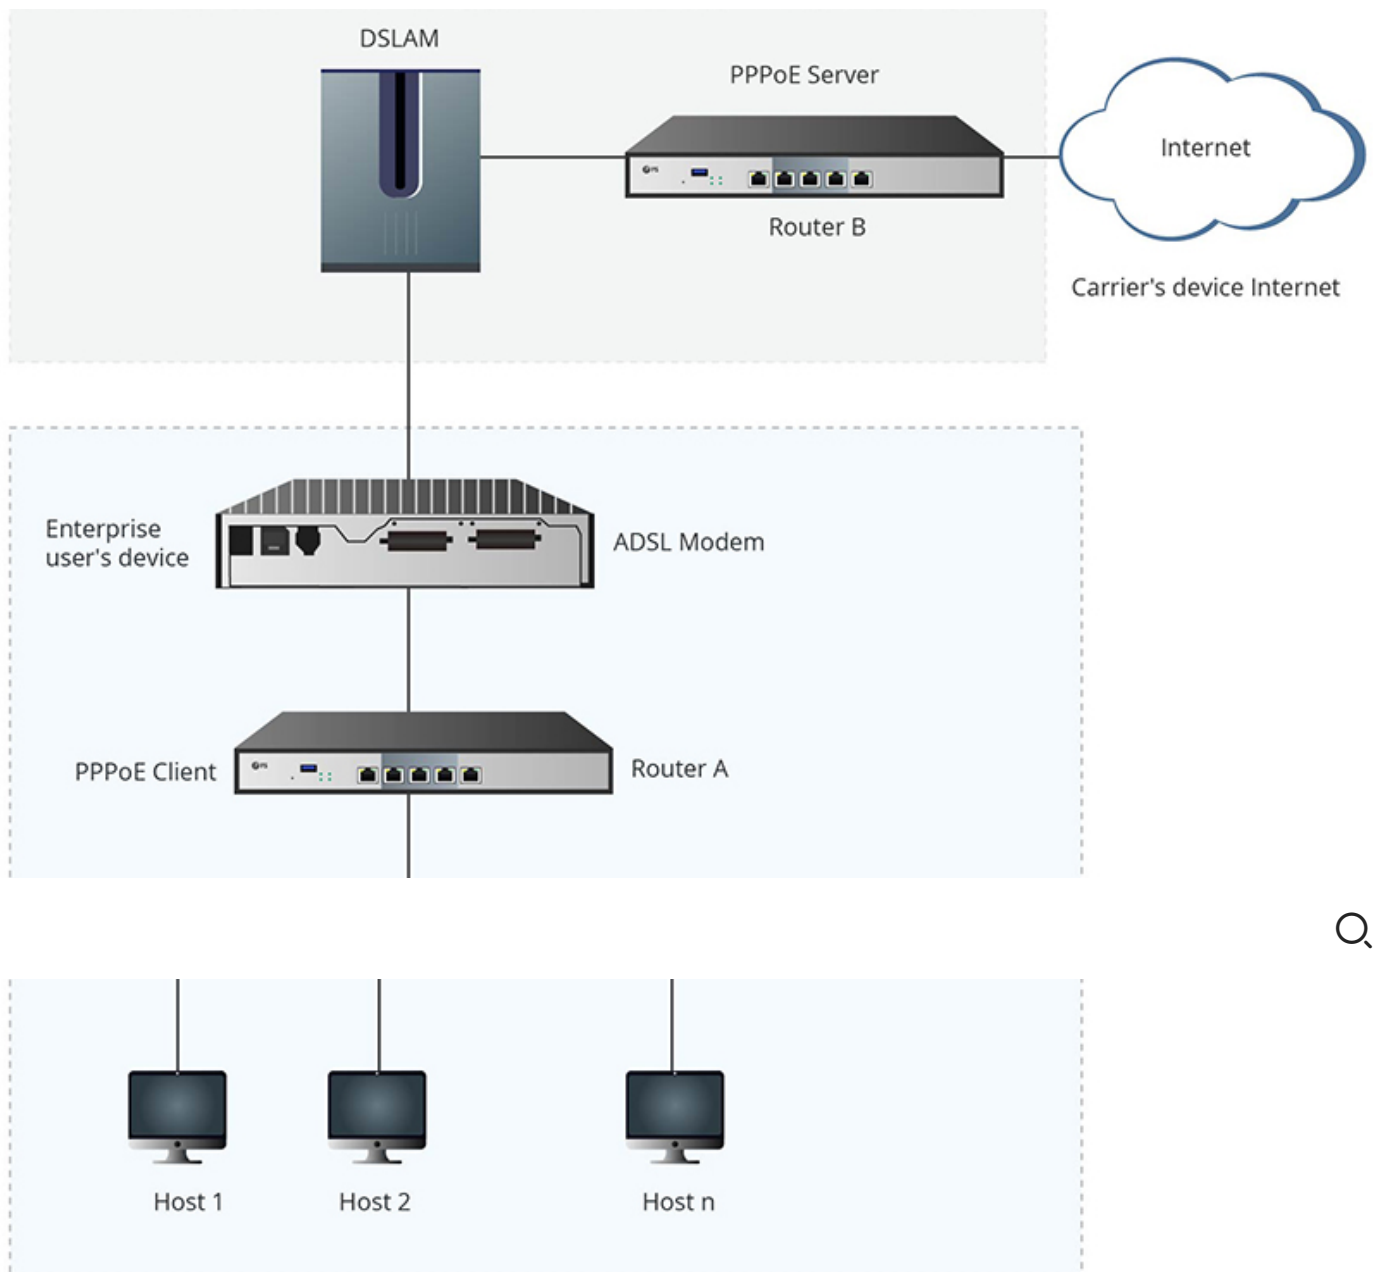 DSLAM
PPPoE Server
Internet
Router B
Carrier's device Internet
Enterprise
user's device
ADSL Modem
PPPoE Client
Router A
Host 1
Host 2
Host n